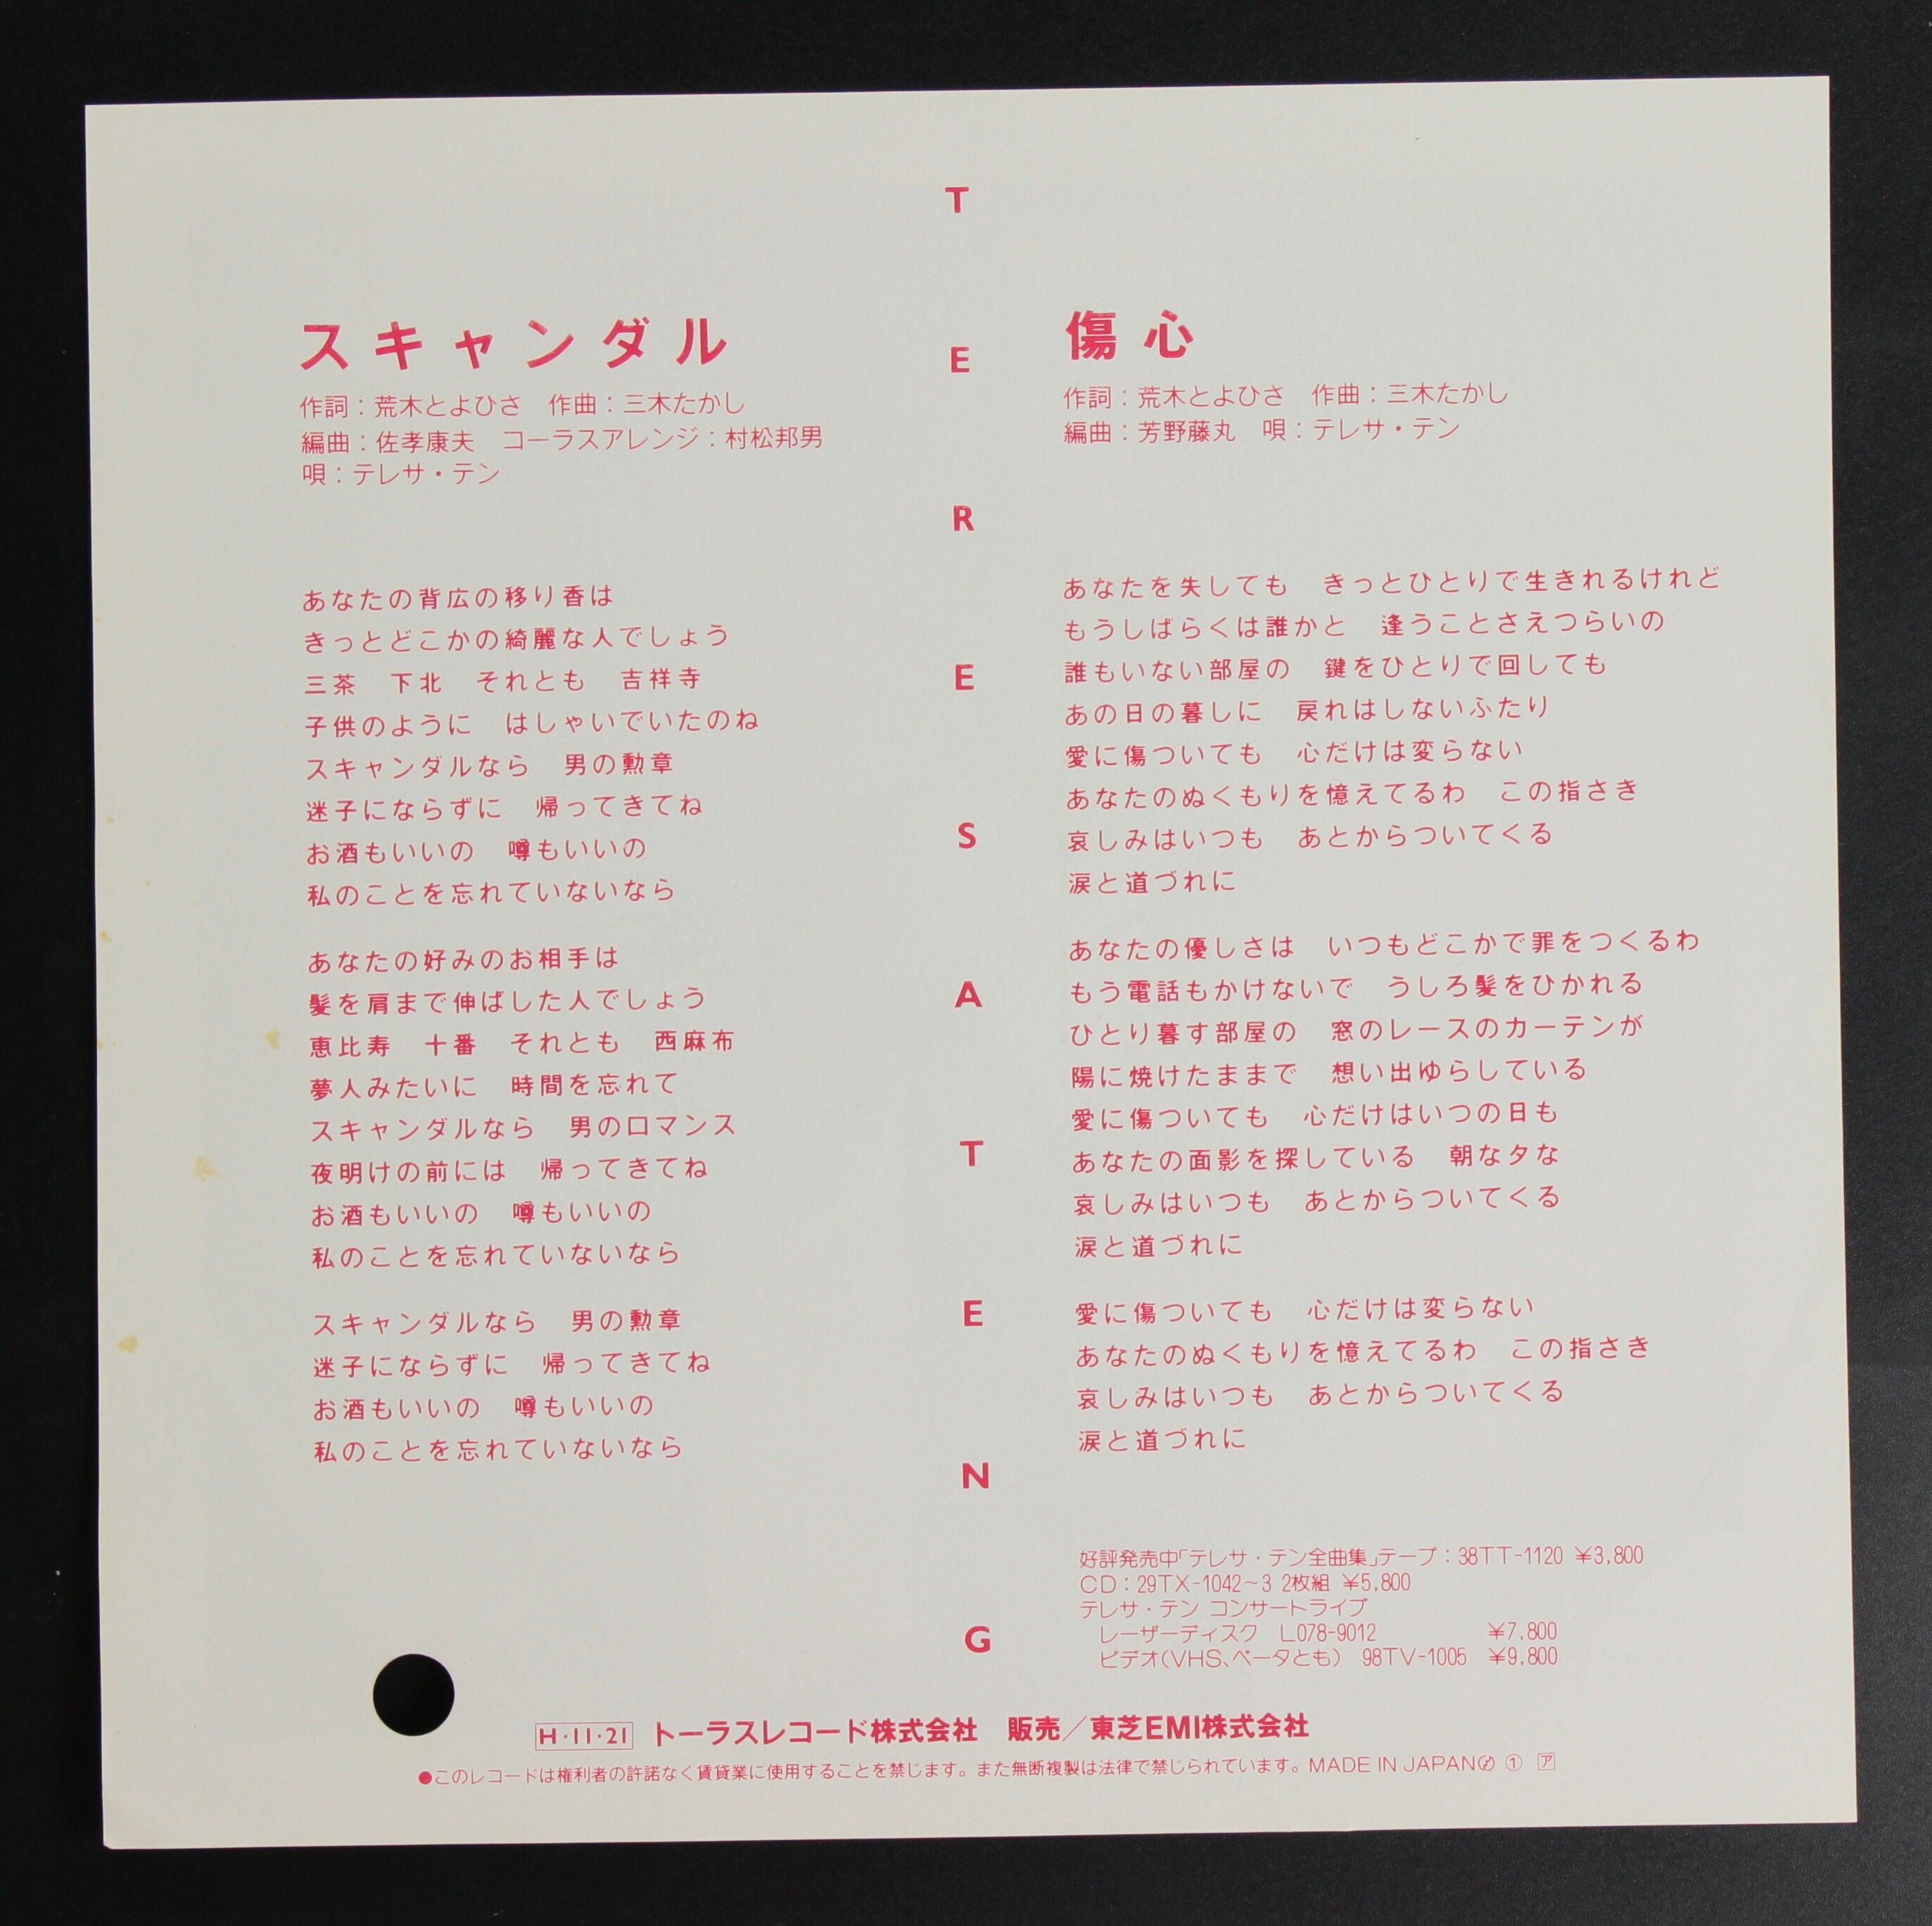 T
E
R
E
S
A
T
E
N
G
スキャンダル
作詞：荒木とよひさ　作曲：三木たかし
編曲：佐孝康夫　コーラスアレンジ：村松邦男
唄：テレサ・テン
あなたの背広の移り香は
きっとどこかの綺麗な人でしょう
三茶　下北　それとも　吉祥寺
子供のように　はしゃいでいたのね
スキャンダルなら　男の勲章
迷子にならずに　帰ってきてね
お酒もいいの　噂もいいの
私のことを忘れていないなら
あなたの好みのお相手は
髪を肩まで伸ばした人でしょう
恵比寿　十番　それとも　西麻布
夢人みたいに　時間を忘れて
スキャンダルなら　男のロマンス
夜明けの前には　帰ってきてね
お酒もいいの　噂もいいの
私のことを忘れていないなら
スキャンダルなら　男の勲章
迷子にならずに　帰ってきてね
お酒もいいの　噂もいいの
私のことを忘れていないなら
傷心
作詞：荒木とよひさ　作曲：三木たかし
編曲：芳野藤丸　唄：テレサ・テン
あなたを失しても　きっとひとりで生きれるけれど
もうしばらくは誰かと　逢うことさえつらいの
誰もいない部屋の　鍵をひとりで回しても
あの日の暮しに　戻れはしないふたり
愛に傷ついても　心だけは変らない
あなたのぬくもりを憶えてるわ　この指さき
哀しみはいつも　あとからついてくる
涙と道づれに
あなたの優しさは　いつもどこかで罪をつくるわ
もう電話もかけないで　うしろ髪をひかれる
ひとり暮す部屋の　窓のレースのカーテンが
陽に焼けたままで　想い出ゆらしている
愛に傷ついても　心だけはいつの日も
あなたの面影を探している　朝な夕な
哀しみはいつも　あとからついてくる
涙と道づれに
愛に傷ついても　心だけは変らない
あなたのぬくもりを憶えてるわ　この指さき
哀しみはいつも　あとからついてくる
涙と道づれに
好評発売中「テレサ・テン全曲集」テープ：38TT-1120 ¥3,800
CD：29TX-1042～3 2枚組 ¥5,800
テレサ・テン コンサートライブ
レーザーディスク　L078-9012　¥7,800
ビデオ(VHS、ベータとも)　98TV-1005　¥9,800
H・11・21　トーラスレコード株式会社　販売／東芝EMI株式会社
●このレコードは権利者の許諾なく賃貸業に使用することを禁じます。また無断複製は法律で禁じられています。MADE IN JAPAN ① ア